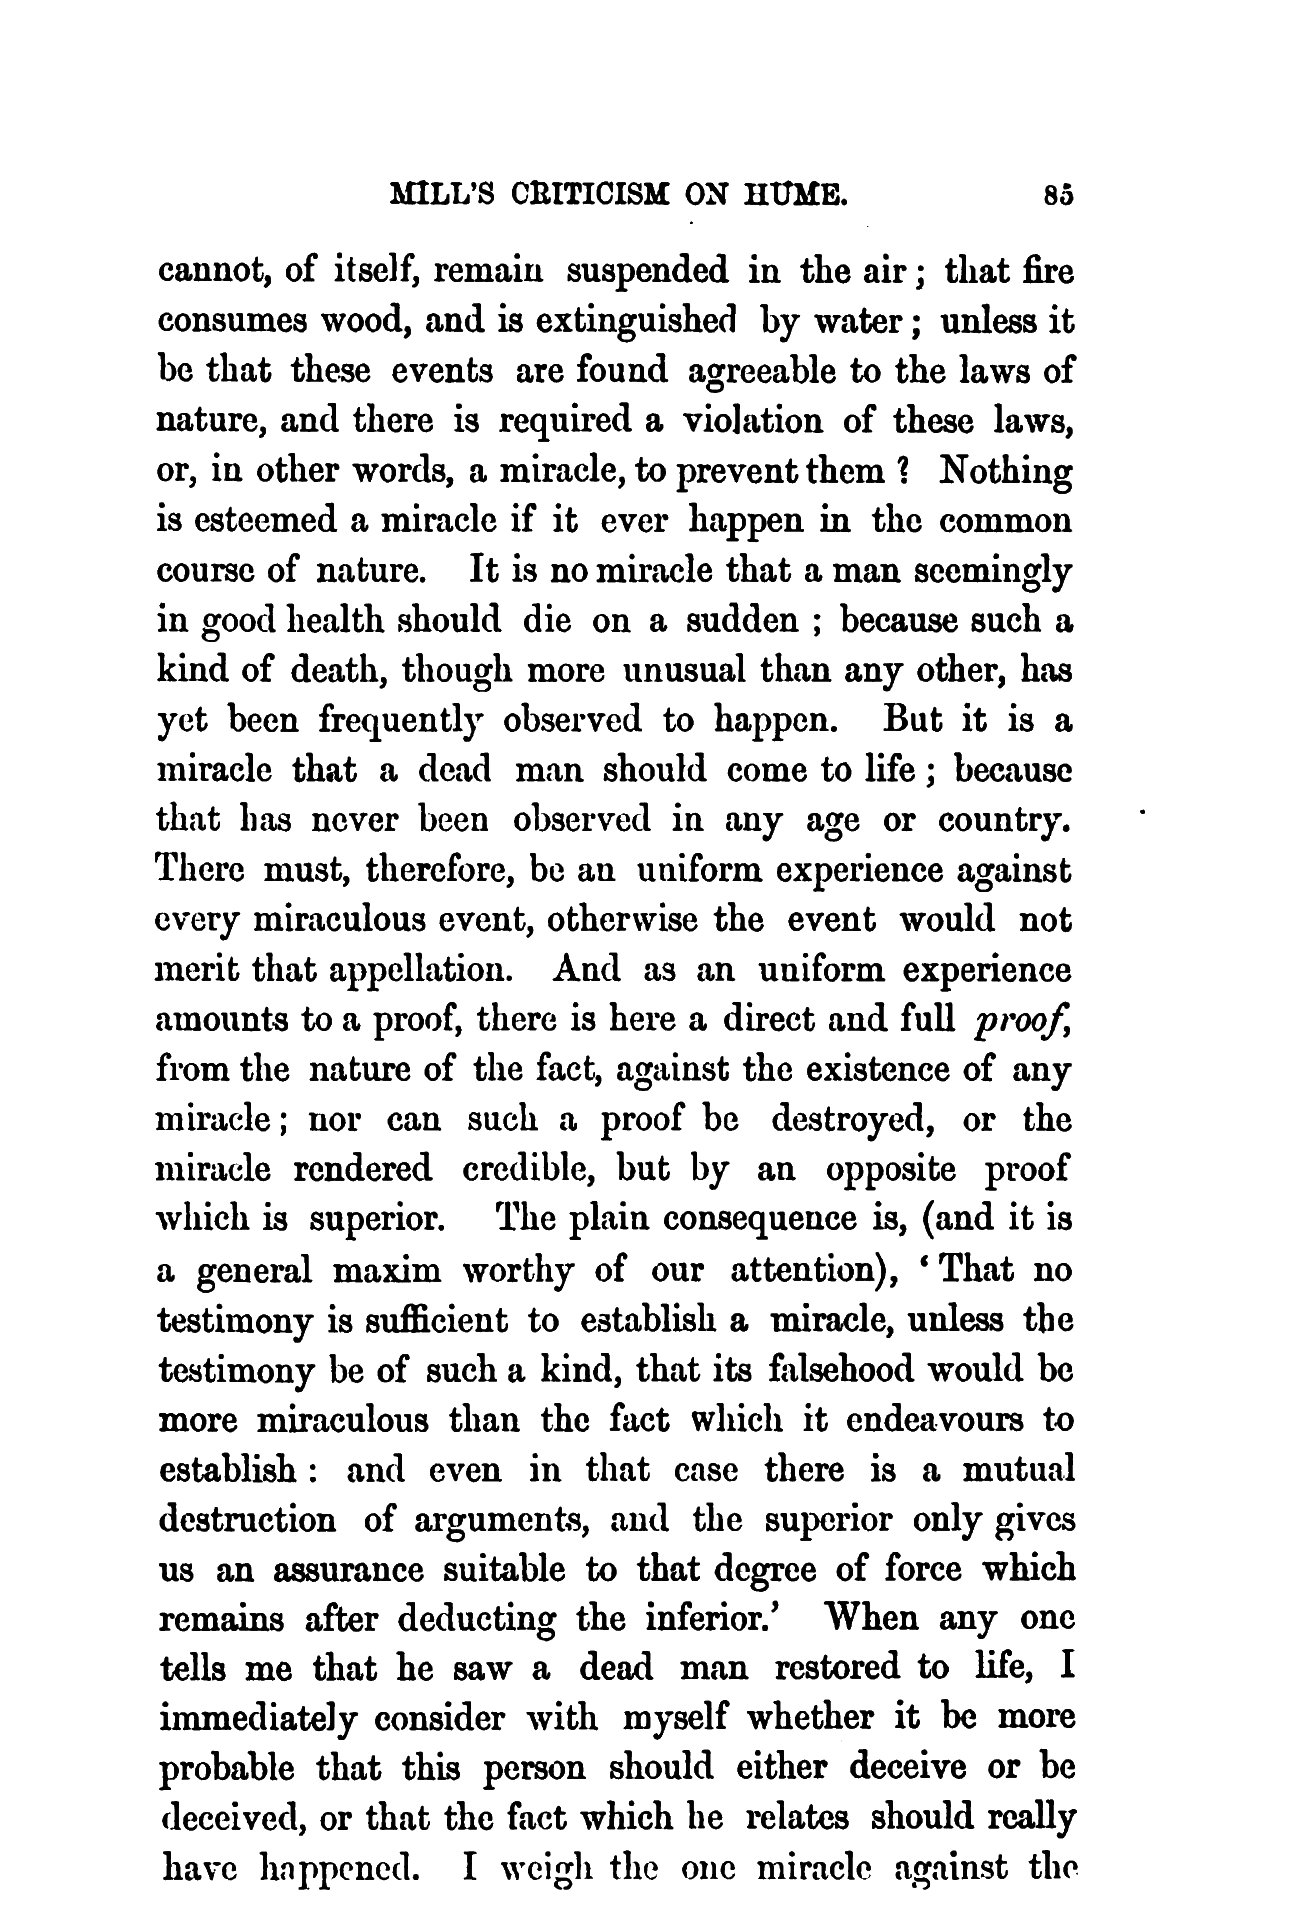 MILL'S CRITICISM ON HUME. 85
cannot, of itself, remain suspended in the air; that fire
consumes wood, and is extinguished by water; unless it
be that these events are found agreeable to the laws of
nature, and there is required a violation of these laws,
or, in other words, a miracle, to prevent them? Nothing
is esteemed a miracle if it ever happen in the common
course of nature. It is no miracle that a man seemingly
in good health should die on a sudden; because such a
kind of death, though more unusual than any other, has
yet been frequently observed to happen. But it is a
miracle that a dead man should come to life; because
that has never been observed in any age or country.
There must, therefore, be an uniform experience against
every miraculous event, otherwise the event would not
merit that appellation. And as an uniform experience
amounts to a proof, there is here a direct and full proof,
from the nature of the fact, against the existence of any
miracle; nor can such a proof be destroyed, or the
miracle rendered credible, but by an opposite proof
which is superior. The plain consequence is, (and it is
a general maxim worthy of our attention), 'That no
testimony is sufficient to establish a miracle, unless the
testimony be of such a kind, that its falsehood would be
more miraculous than the fact which it endeavours to
establish: and even in that case there is a mutual
destruction of arguments, and the superior only gives
us an assurance suitable to that degree of force which
remains after deducting the inferior.' When any one
tells me that he saw a dead man restored to life, I
immediately consider with myself whether it be more
probable that this person should either deceive or be
deceived, or that the fact which he relates should really
have happened. I weigh the one miracle against the